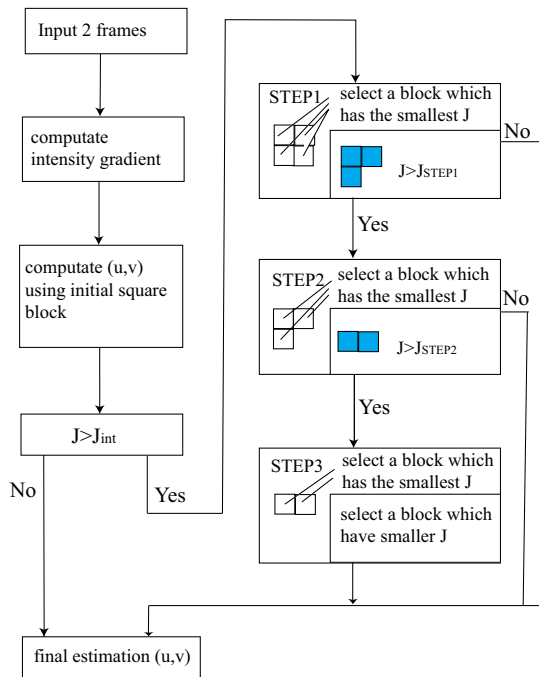 Input 2 frames
computate
intensity gradient
computate (u,v)
using initial square
block
J>Jint
No
Yes
final estimation (u,v)
STEP1
select a block which
has the smallest J
No
J>JSTEP1
Yes
STEP2
select a block which
has the smallest J
No
J>JSTEP2
Yes
STEP3
select a block which
has the smallest J
select a block which
have smaller J